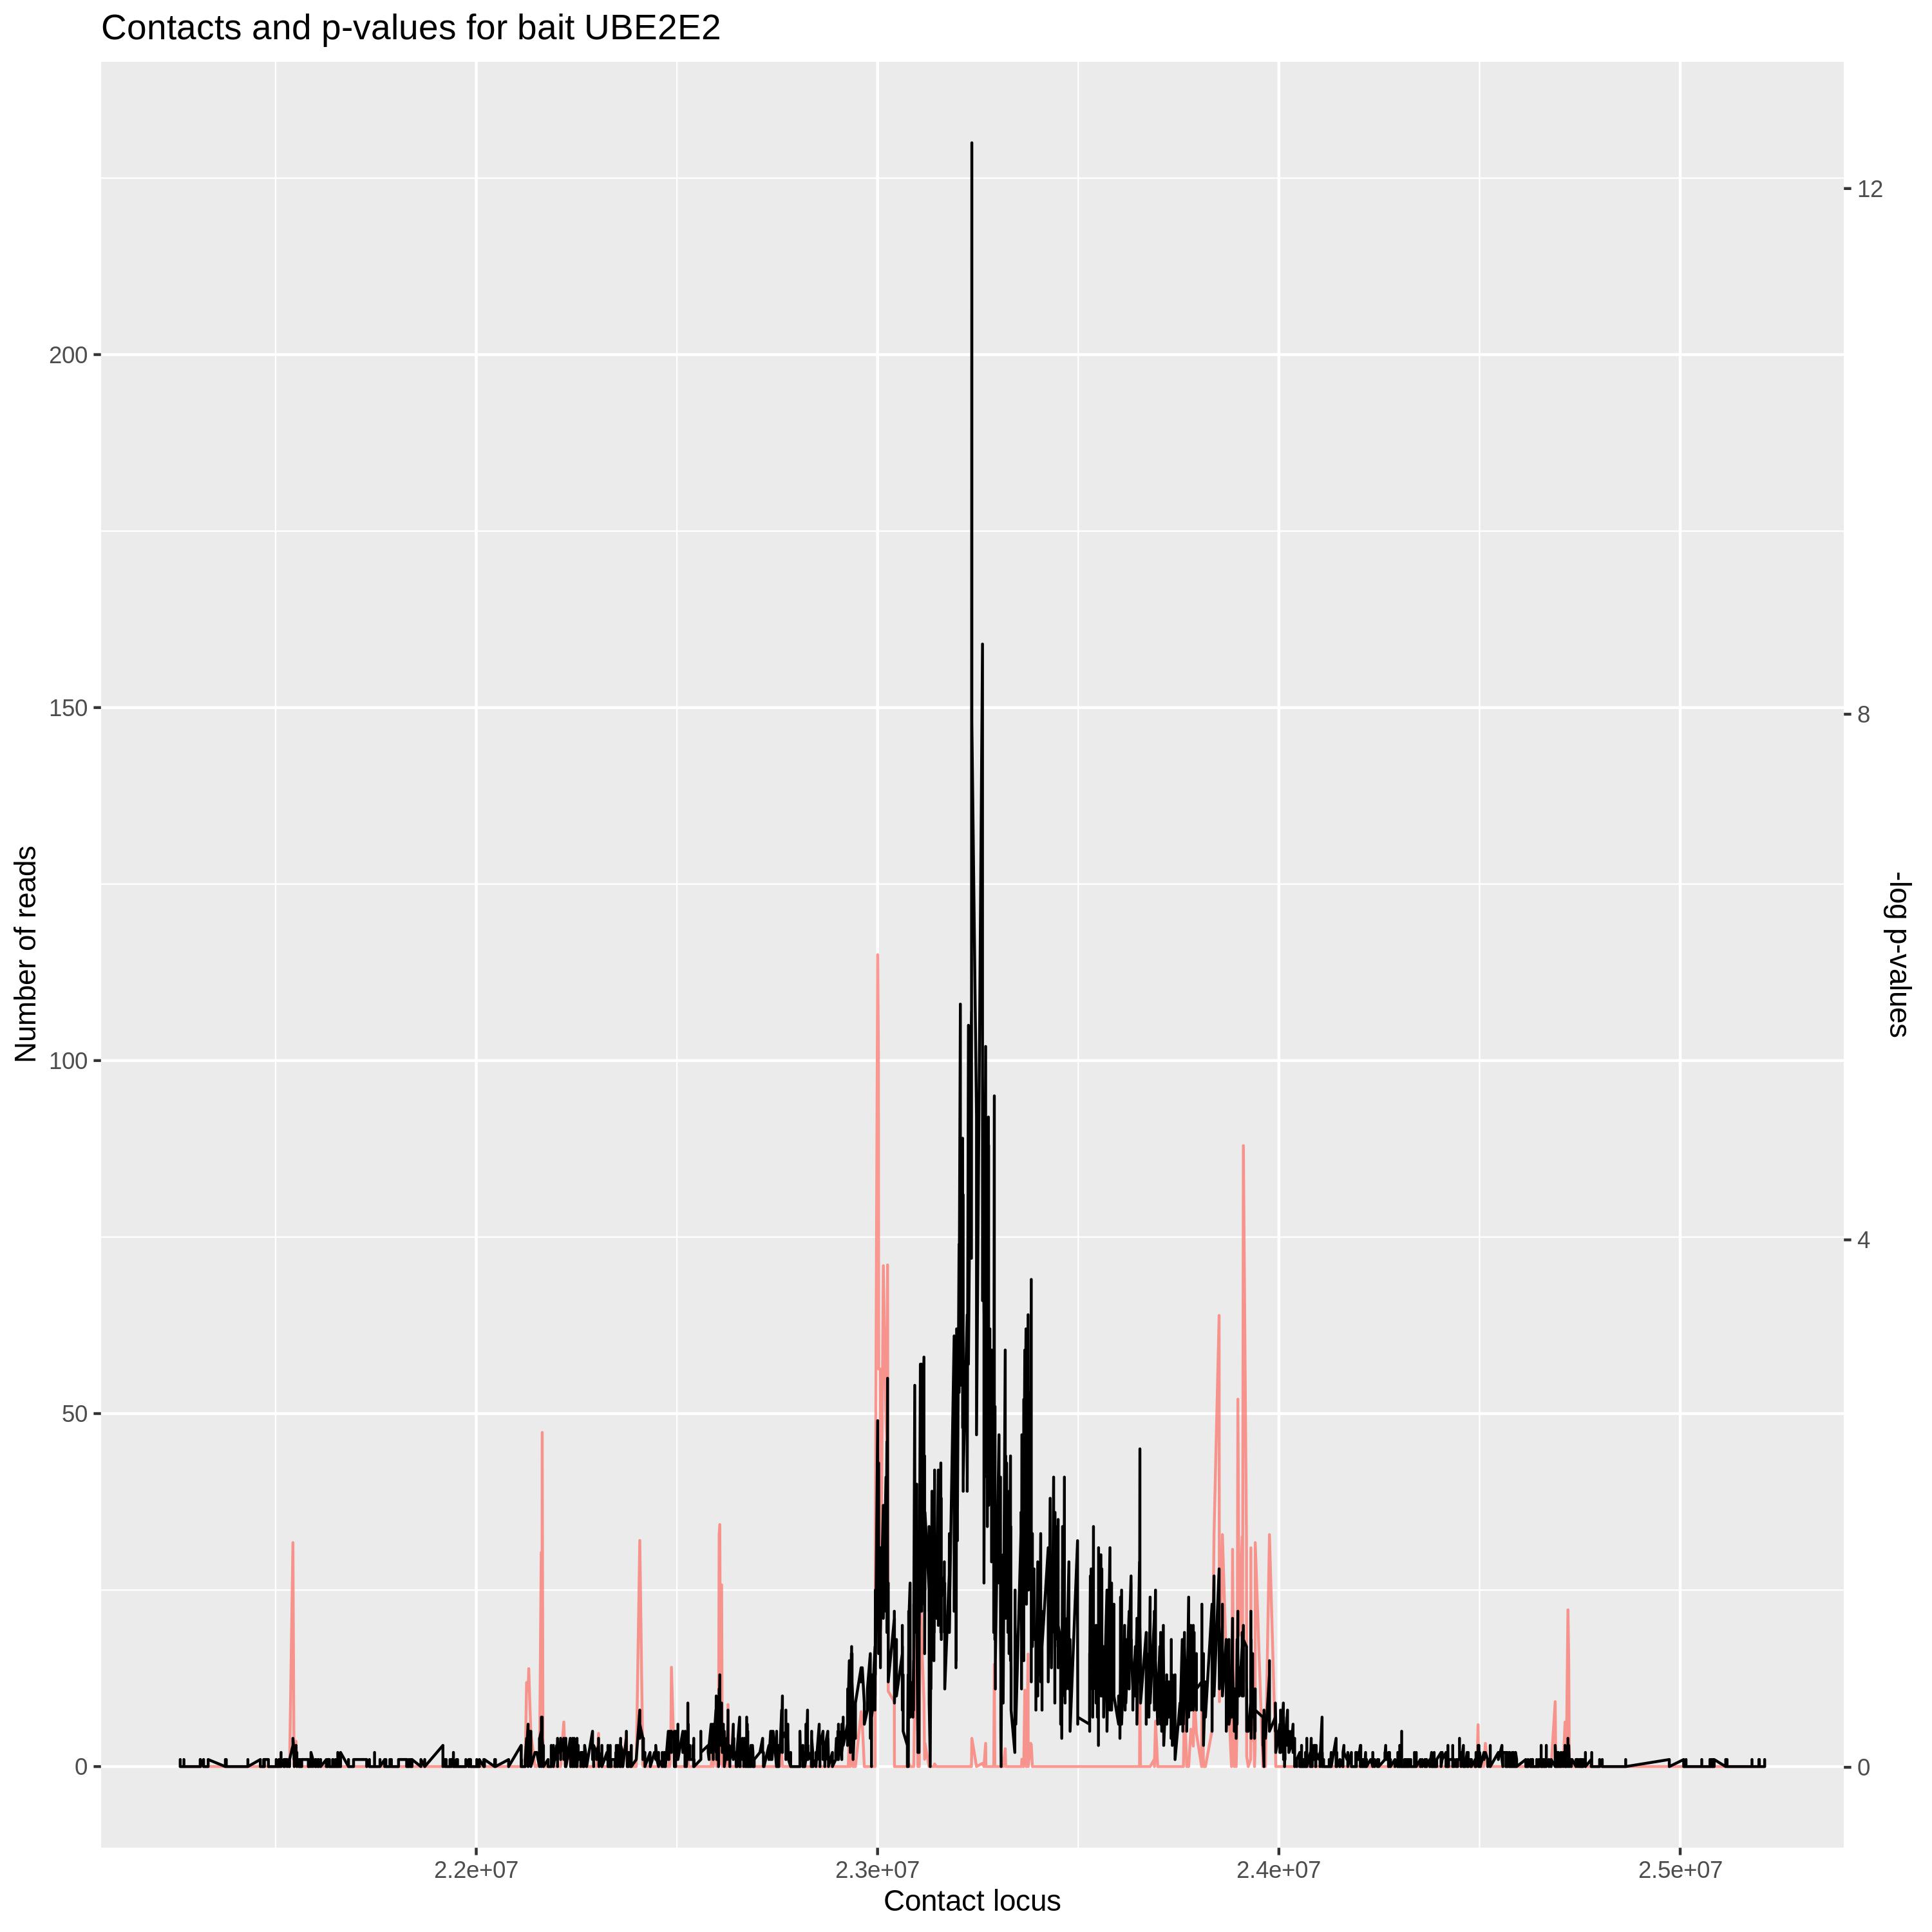 Contacts and p-values for bait UBE2E2
Number of reads
200
150
100
50
0
12
8
4
0
-log p-values
2.2e+07 2.3e+07 2.4e+07 2.5e+07
Contact locus